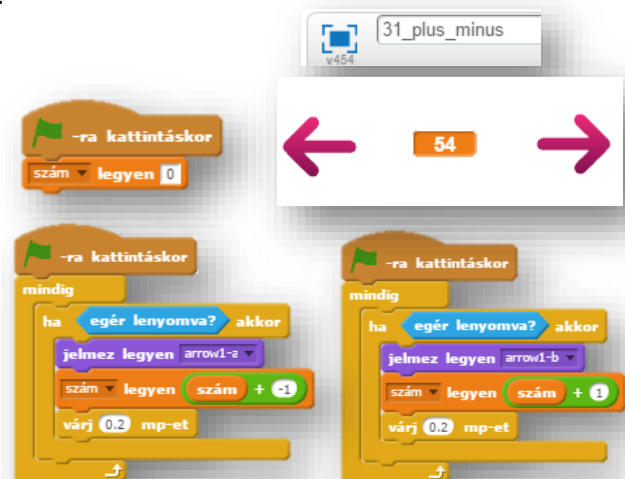 31_plus_minus
v454
-ra kattintáskor
szám legyen 0
54
-ra kattintáskor
mindig
ha egér lenyomva? akkor
jelmez legyen arrow1-a
szám legyen szám + -1
várj 0.2 mp-et
-ra kattintáskor
mindig
ha egér lenyomva? akkor
jelmez legyen arrow1-b
szám legyen szám + 1
várj 0.2 mp-et